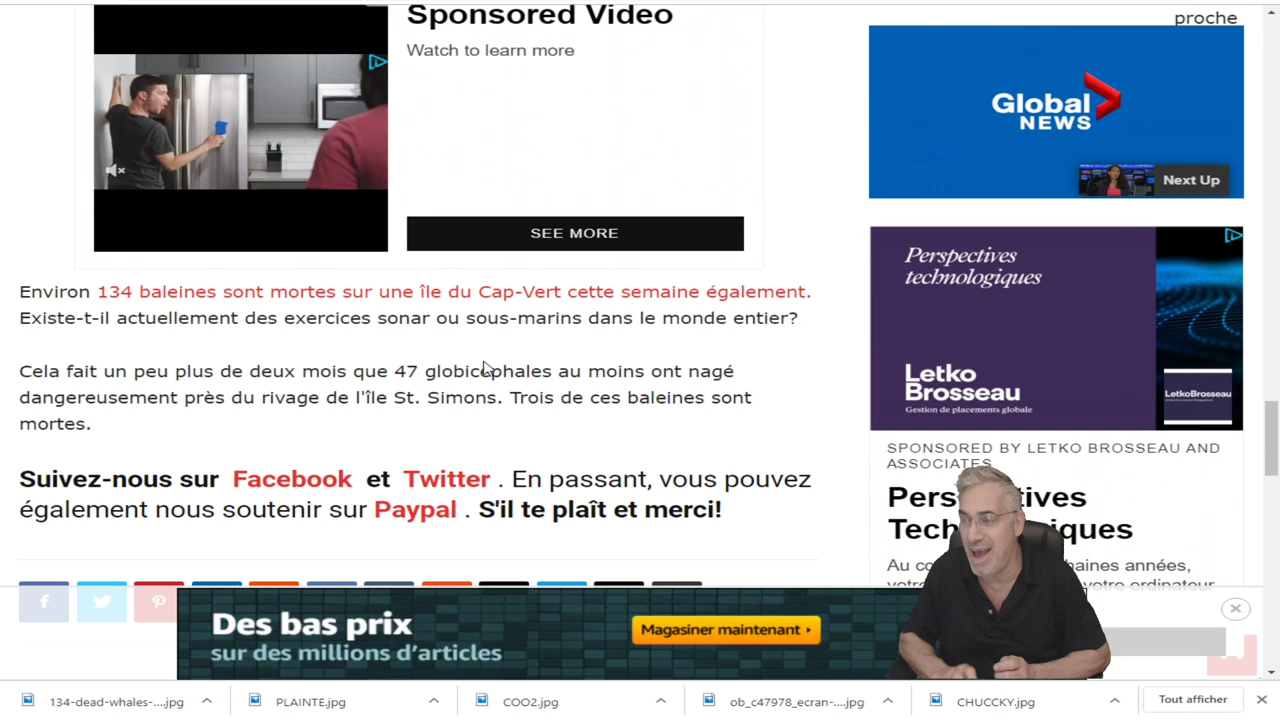 Sponsored Video
Watch to learn more
SEE MORE
Environ 134 baleines sont mortes sur une île du Cap-Vert cette semaine également.
Existe-t-il actuellement des exercices sonar ou sous-marins dans le monde entier?
Cela fait un peu plus de deux mois que 47 globicéphales au moins ont nagé
dangereusement près du rivage de l'île St. Simons. Trois de ces baleines sont
mortes.
Suivez-nous sur Facebook et Twitter . En passant, vous pouvez
également nous soutenir sur Paypal . S'il te plaît et merci!
proche
Global
NEWS
Next Up
Perspectives
technologiques
Letko
Brosseau
Gestion de placements globale
LetkoBrosseau
SPONSORED BY LETKO BROSSEAU AND
ASSOCIATES
Des bas prix
sur des millions d'articles
Magasiner maintenant
134-dead-whales-....jpg
PLAINTE.jpg
COO2.jpg
ob_c47978_ecran-....jpg
CHUCCKY.jpg
Tout afficher